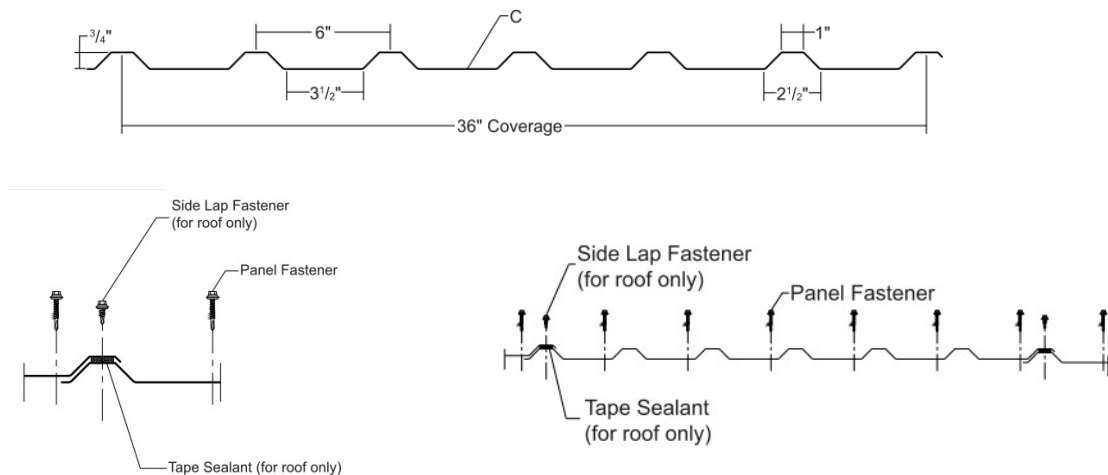 3/4"
6"
C
1"
3 1/2"
2 1/2"
36" Coverage
Side Lap Fastener
(for roof only)
Panel Fastener
Tape Sealant (for roof only)
Side Lap Fastener
(for roof only)
Panel Fastener
Tape Sealant
(for roof only)